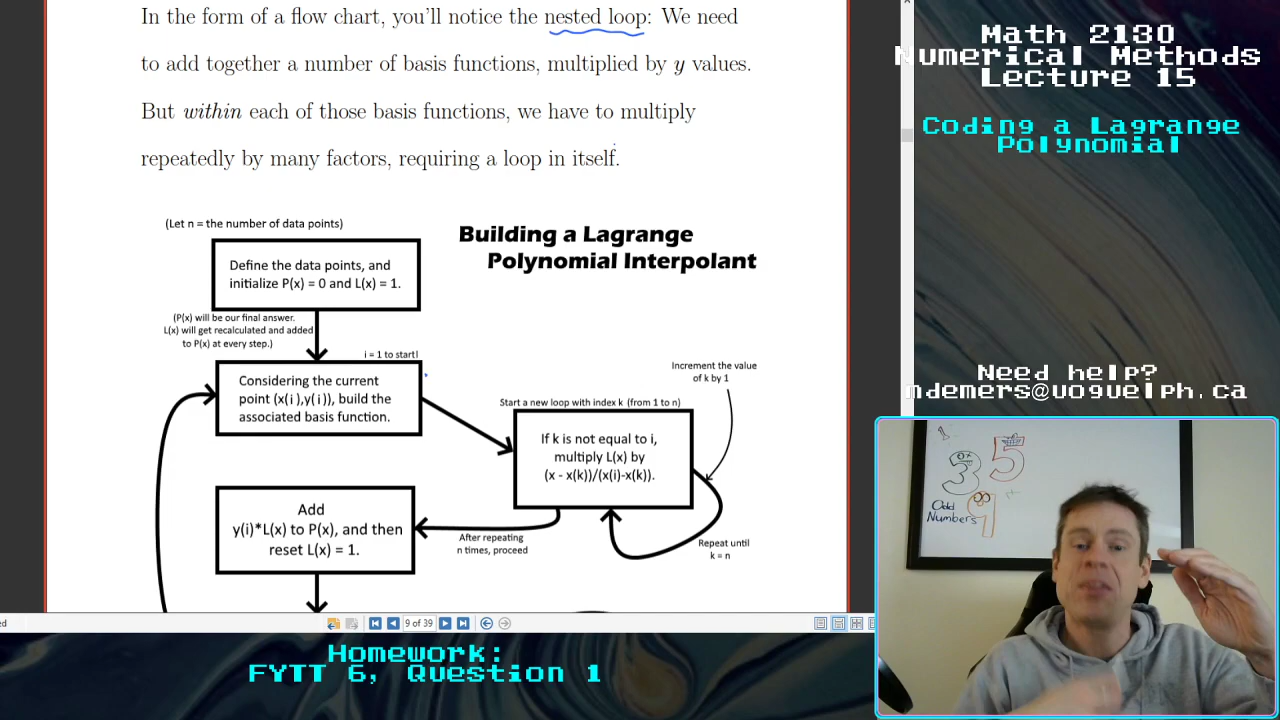 In the form of a flow chart, you'll notice the nested loop: We need
to add together a number of basis functions, multiplied by y values.
But within each of those basis functions, we have to multiply
repeatedly by many factors, requiring a loop in itself.
(Let n = the number of data points)
Building a Lagrange
Polynomial Interpolant
Define the data points, and
initialize P(x) = 0 and L(x) = 1.
(P(x) will be our final answer.
L(x) will get recalculated and added
to P(x) at every step.)
i = 1 to start!
Considering the current
point (x(i),y(i)), build the
associated basis function.
Increment the value
of k by 1
Start a new loop with index k (from 1 to n)
If k is not equal to i,
multiply L(x) by
(x - x(k))/(x(i)-x(k)).
Add
y(i)*L(x) to P(x), and then
reset L(x) = 1.
After repeating
n times, proceed
Repeat until
k = n
9 of 39
Math 2130
Numerical Methods
Lecture 15
Coding a Lagrange
Polynomial
Need help?
ndemers@uoguelph.ca
3 5
Odd
Numbers
9
Homework:
FYTT 6, Question 1